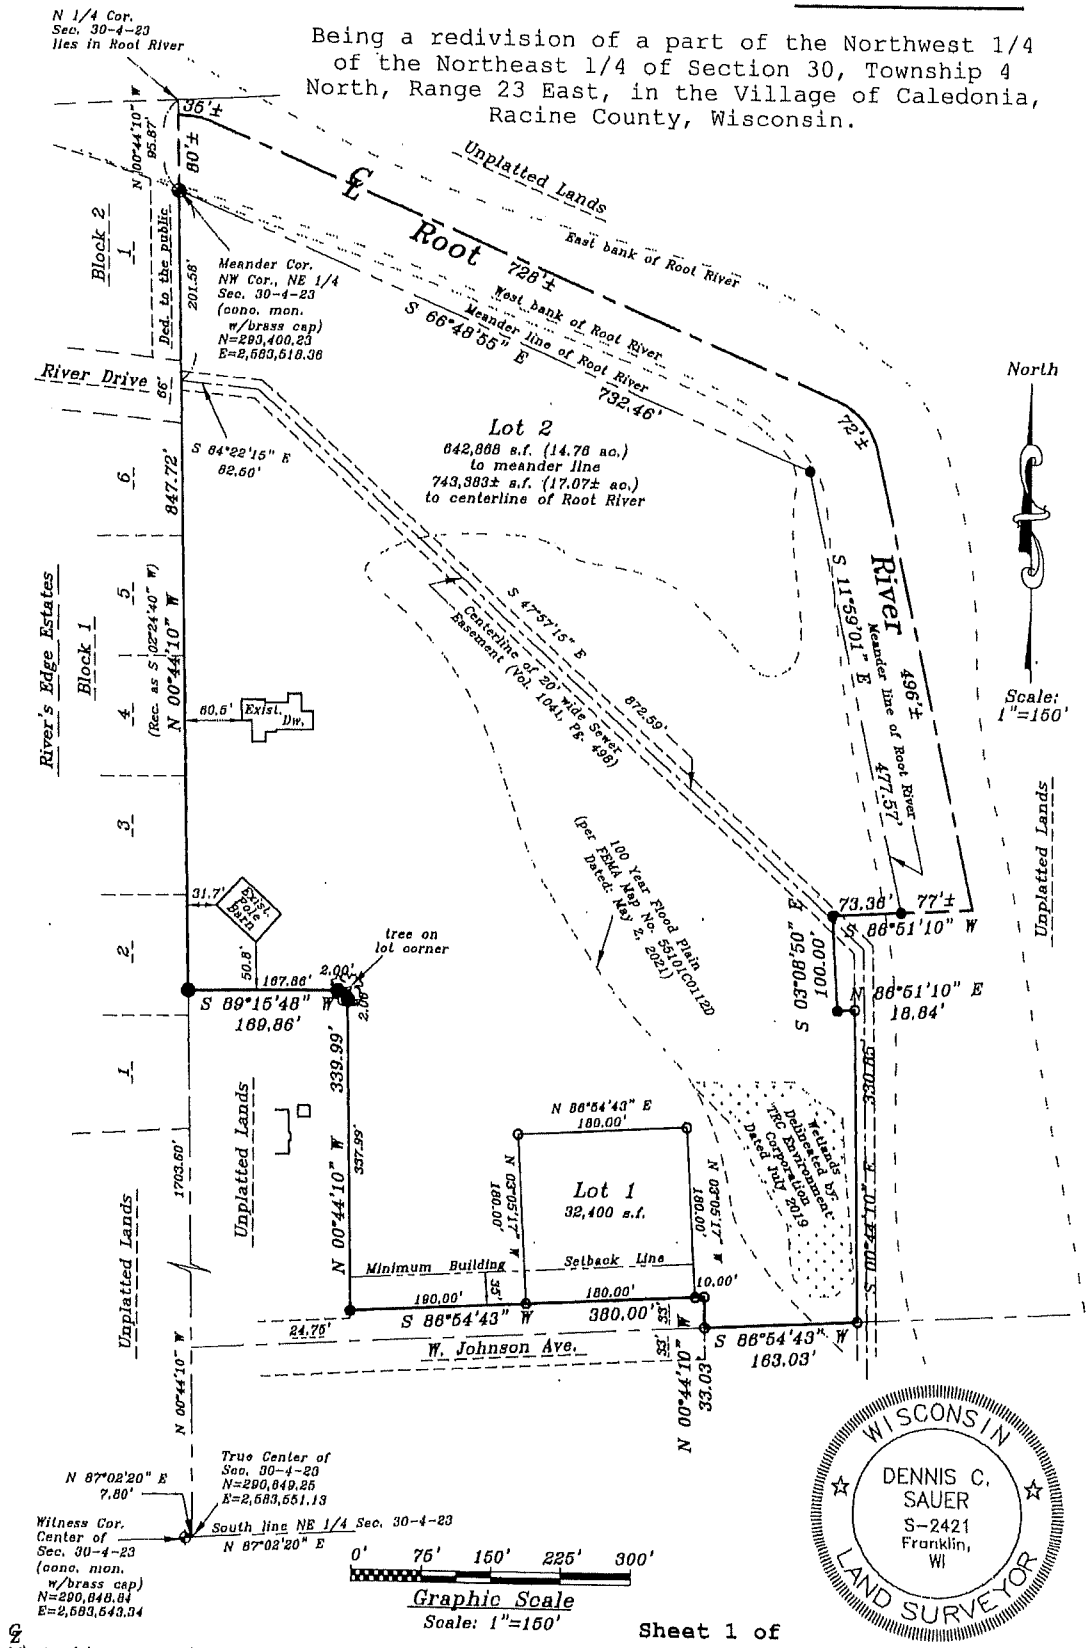 N 1/4 Cor.
Sec. 30-4-23
lies in Root River
Being a redivision of a part of the Northwest 1/4
of the Northeast 1/4 of Section 30, Township 4
North, Range 23 East, in the Village of Caledonia,
Racine County, Wisconsin.
35'±
80'±
N 00°44'10" W
95.87'
Unplatted Lands
East bank of Root River
C
L
Root
728'±
West bank of Root River
Meander line of Root River
S 66°48'55" E
732.46'
Block 2
1
Ded. to the public
201.58'
Meander Cor.
NW Cor., NE 1/4
Sec. 30-4-23
(conc. mon.
w/brass cap)
N=293,400.23
E=2,583,518.36
River Drive
66'
S 84°22'15" E
82.50'
North
72'±
Lot 2
642,868 s.f. (14.76 ac.)
to meander line
743,383± s.f. (17.07± ac.)
to centerline of Root River
6
847.72'
River's Edge Estates
Block 1
5
(Rec. as S 02°24'40" W)
N 00°44'10" W
S 47°57'15" E
872.59'
Centerline of 20' wide Sewer
Easement (Vol. 1041, Pg. 498)
River
496'±
S 11°59'01" E
Meander line of Root River
477.57'
Scale:
1"=150'
4
60.5'
Exist.
Dw.
3
Unplatted Lands
100 Year Flood Plain
(per FEMA Map No. 55101C0112D
Dated: May 2, 2021)
31.7'
Exist.
Pole
Barn
50.8'
2
tree on
lot corner
2.00'
2.00'
167.86'
S 89°15'48" W
169.86'
73.36'
77'±
S 86°51'10" W
S 03°08'50" E
100.00'
N 86°51'10" E
18.84'
1
Unplatted Lands
339.99'
337.99'
N 00°44'10" W
330.85'
S 00°44'10" E
N 86°54'43" E
180.00'
N 03°05'17" W
180.00'
Lot 1
32,400 s.f.
N 03°05'17" W
180.00'
Wetlands
Delineated by:
TRC Environment
Corporation
Dated July 2019
1703.60'
Unplatted Lands
Minimum Building Setback Line
35'
190.00'
180.00'
10.00'
S 86°54'43" W
380.00'
33'
33'
24.75'
W. Johnson Ave.
N 00°44'10" W
33.03'
S 86°54'43" W
163.03'
N 00°44'10" W
N 87°02'20" E
7.80'
True Center of
Sec. 30-4-23
N=290,849.25
E=2,583,551.13
Witness Cor.
Center of
Sec. 30-4-23
(conc. mon.
w/brass cap)
N=290,848.84
E=2,583,543.34
South line NE 1/4 Sec. 30-4-23
N 87°02'20" E
0' 75' 150' 225' 300'
Graphic Scale
Scale: 1"=150'
WISCONSIN
DENNIS C.
SAUER
S-2421
Franklin,
WI
LAND SURVEYOR
Sheet 1 of